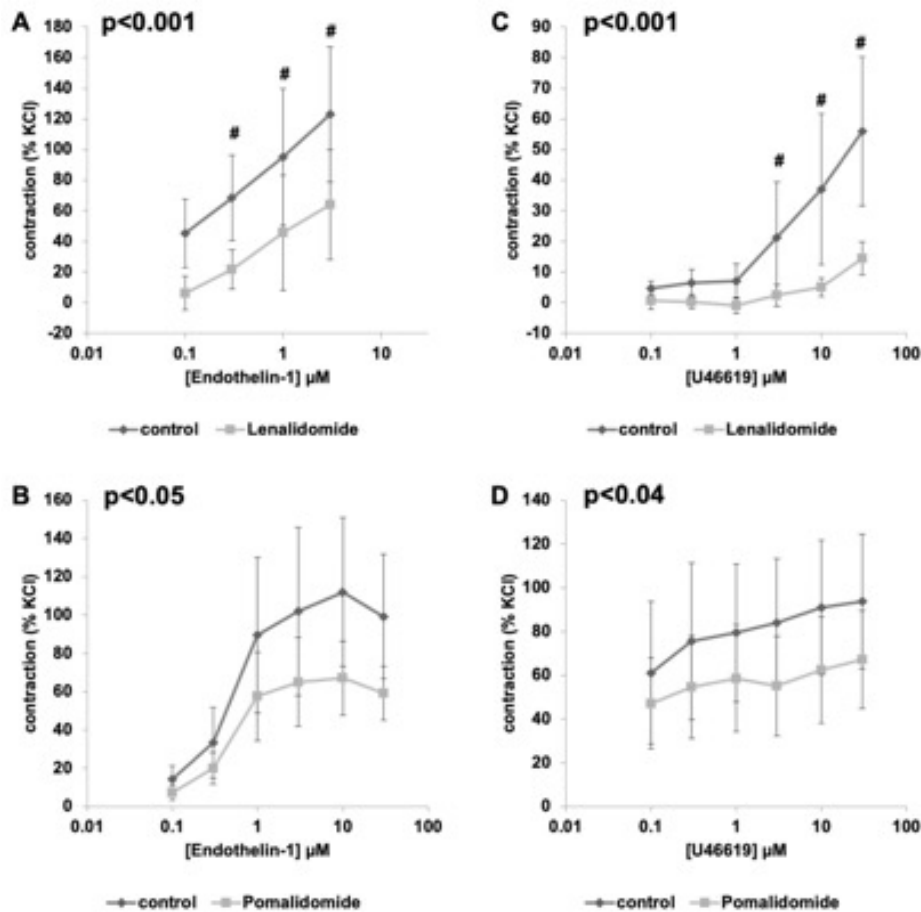 A p<0.001
180
160
140
120
100
80
60
40
20
0
-20
contraction (% KCl)
# # #
0.01 0.1 1 10
[Endothelin-1] µM
control Lenalidomide
C p<0.001
90
80
70
60
50
40
30
20
10
0
-10
contraction (% KCl)
# # #
0.01 0.1 1 10 100
[U46619] µM
control Lenalidomide
B p<0.05
160
140
120
100
80
60
40
20
0
contraction (% KCl)
0.01 0.1 1 10 100
[Endothelin-1] µM
control Pomalidomide
D p<0.04
140
120
100
80
60
40
20
0
contraction (% KCl)
0.01 0.1 1 10 100
[U46619] µM
control Pomalidomide